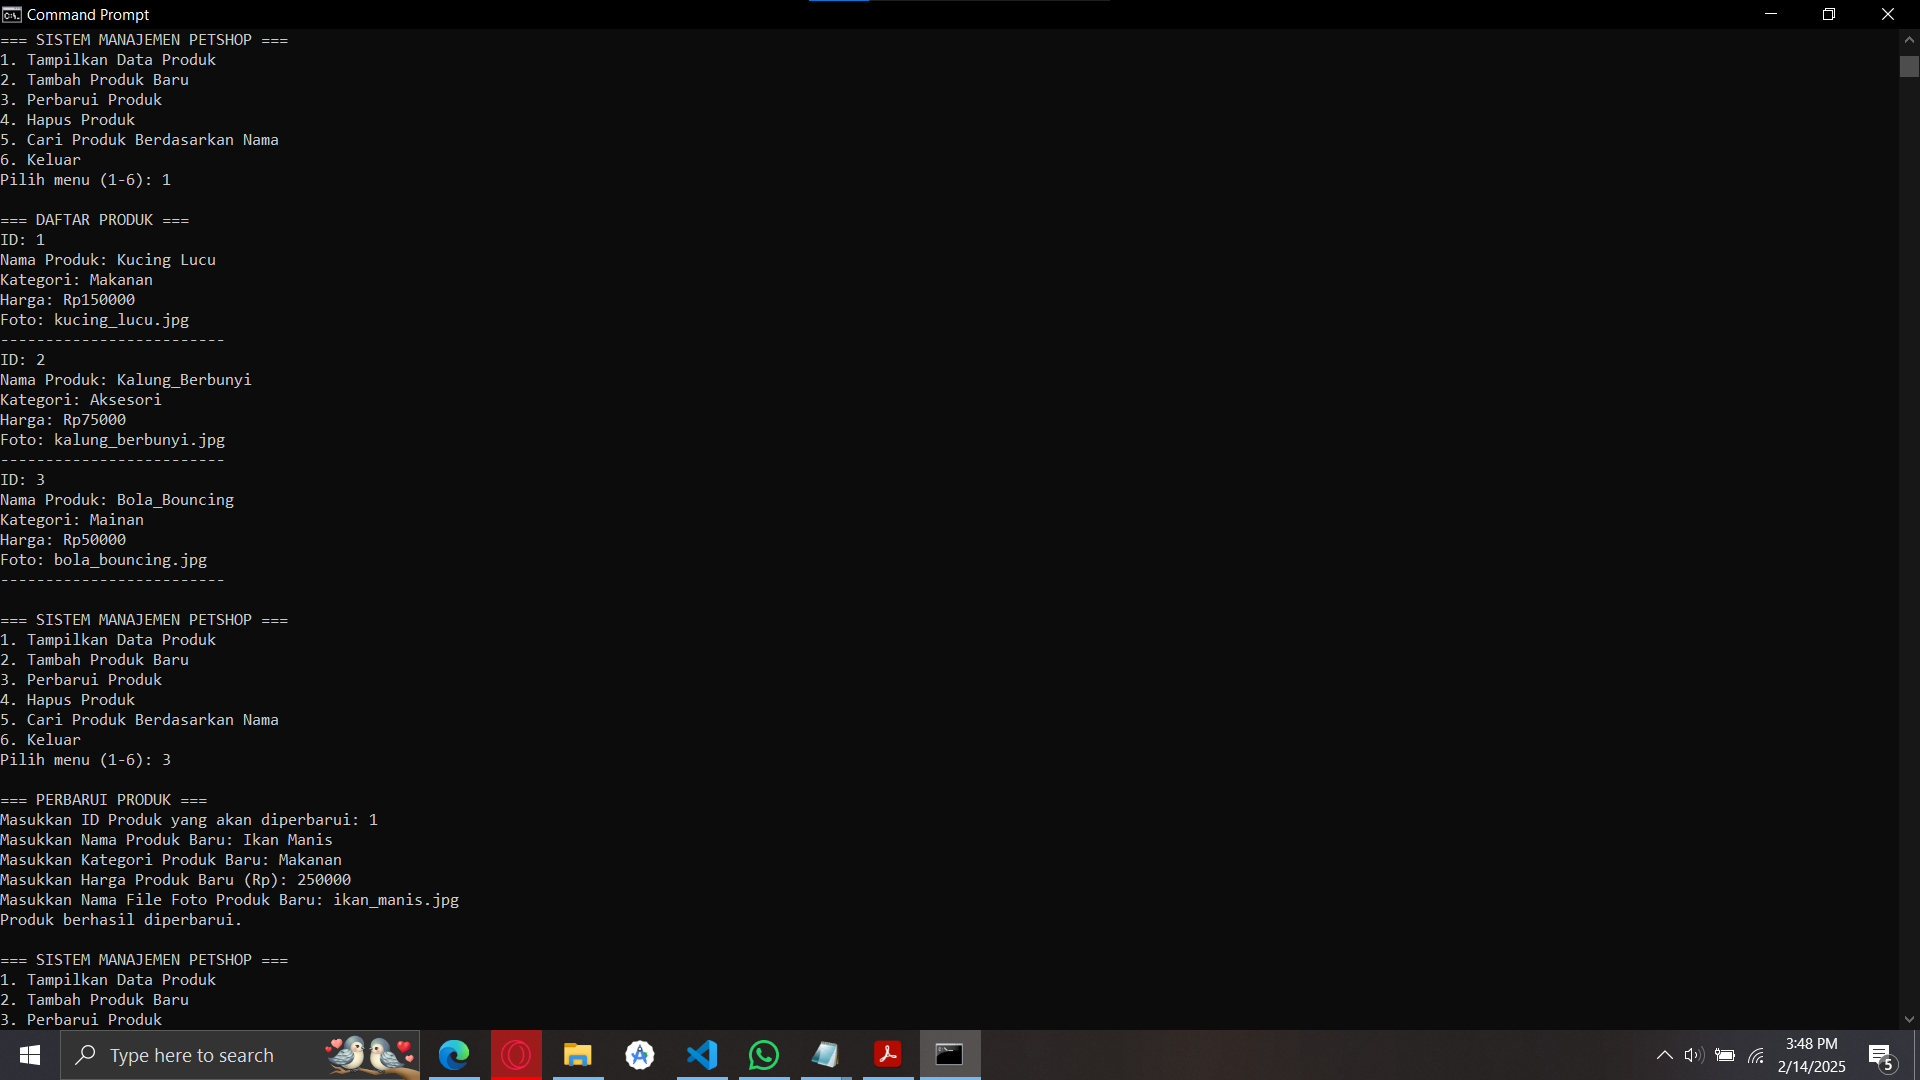 Command Prompt
=== SISTEM MANAJEMEN PETSHOP ===
1. Tampilkan Data Produk
2. Tambah Produk Baru
3. Perbarui Produk
4. Hapus Produk
5. Cari Produk Berdasarkan Nama
6. Keluar
Pilih menu (1-6): 1
=== DAFTAR PRODUK ===
ID: 1
Nama Produk: Kucing Lucu
Kategori: Makanan
Harga: Rp150000
Foto: kucing_lucu.jpg
-------------------------
ID: 2
Nama Produk: Kalung_Berbunyi
Kategori: Aksesori
Harga: Rp75000
Foto: kalung_berbunyi.jpg
-------------------------
ID: 3
Nama Produk: Bola_Bouncing
Kategori: Mainan
Harga: Rp50000
Foto: bola_bouncing.jpg
-------------------------
=== SISTEM MANAJEMEN PETSHOP ===
1. Tampilkan Data Produk
2. Tambah Produk Baru
3. Perbarui Produk
4. Hapus Produk
5. Cari Produk Berdasarkan Nama
6. Keluar
Pilih menu (1-6): 3
=== PERBARUI PRODUK ===
Masukkan ID Produk yang akan diperbarui: 1
Masukkan Nama Produk Baru: Ikan Manis
Masukkan Kategori Produk Baru: Makanan
Masukkan Harga Produk Baru (Rp): 250000
Masukkan Nama File Foto Produk Baru: ikan_manis.jpg
Produk berhasil diperbarui.
=== SISTEM MANAJEMEN PETSHOP ===
1. Tampilkan Data Produk
2. Tambah Produk Baru
3. Perbarui Produk
Type here to search
3:48 PM
2/14/2025
5